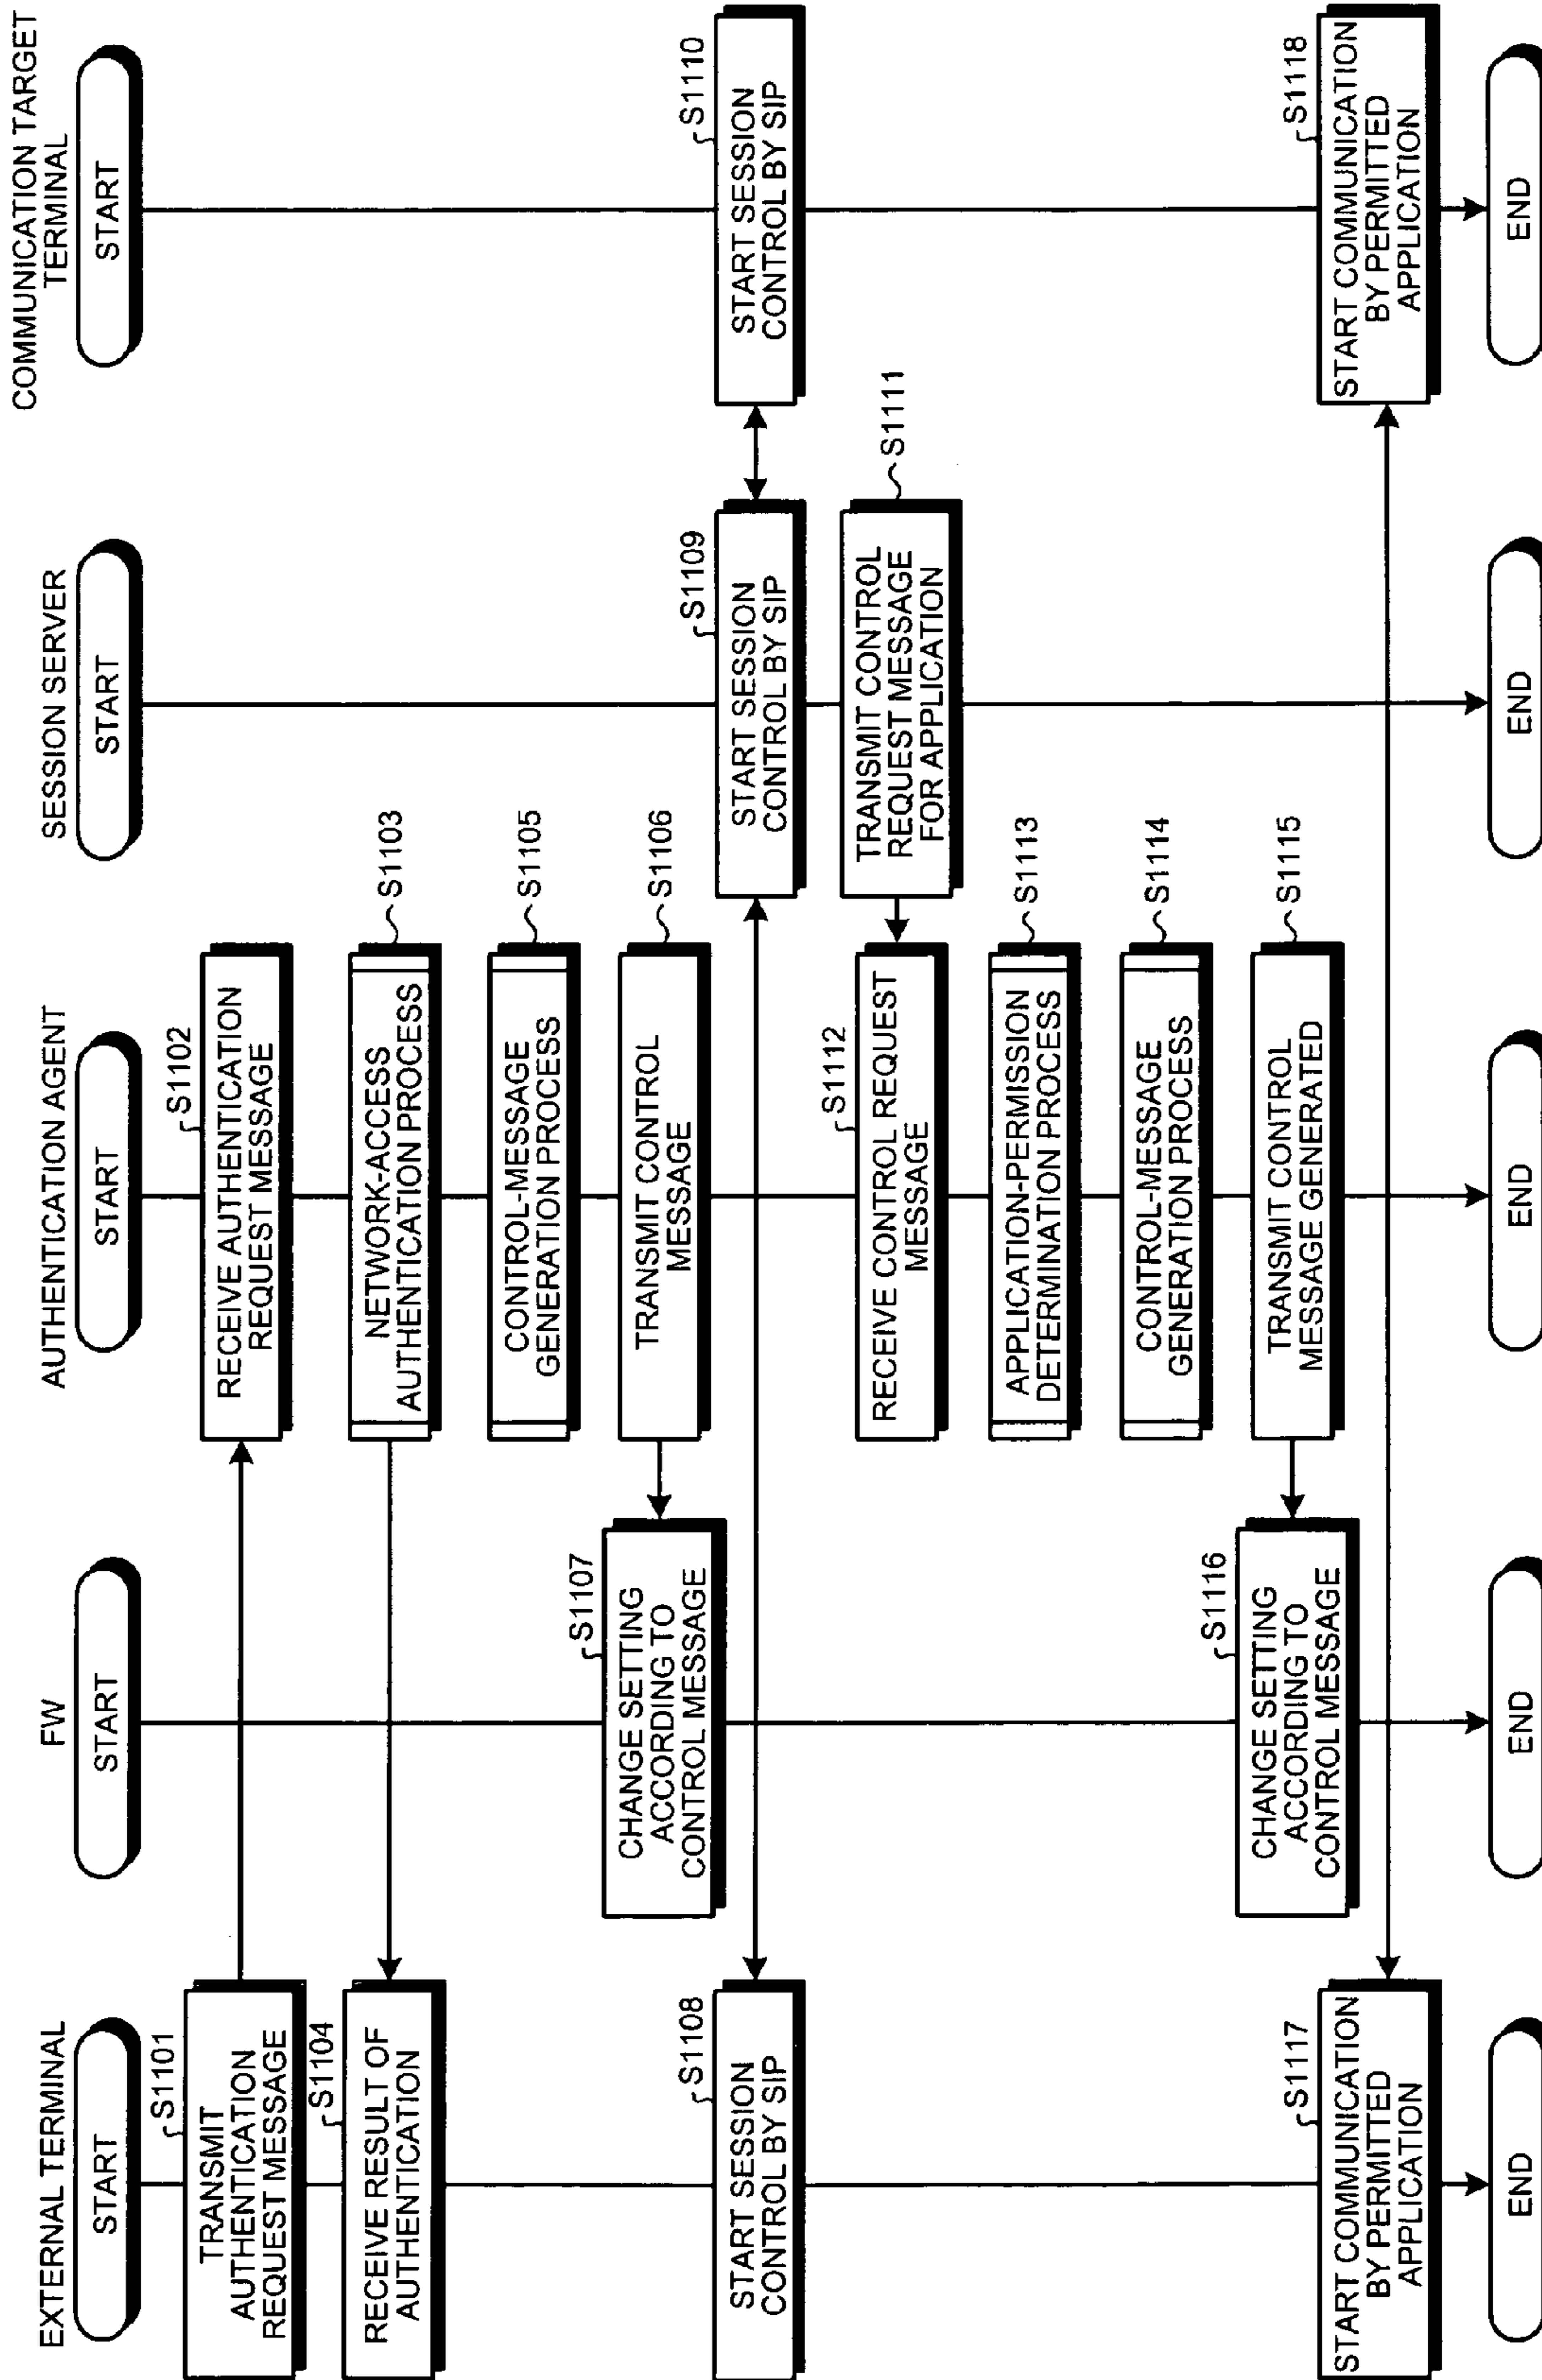 EXTERNAL TERMINAL
START
S1101
TRANSMIT
AUTHENTICATION
REQUEST MESSAGE
S1104
RECEIVE RESULT OF
AUTHENTICATION
S1108
START SESSION
CONTROL BY SIP
S1117
START COMMUNICATION
BY PERMITTED
APPLICATION
END
FW
START
S1107
CHANGE SETTING
ACCORDING TO
CONTROL MESSAGE
S1116
CHANGE SETTING
ACCORDING TO
CONTROL MESSAGE
END
AUTHENTICATION AGENT
START
S1102
RECEIVE AUTHENTICATION
REQUEST MESSAGE
NETWORK-ACCESS
AUTHENTICATION PROCESS
S1103
CONTROL-MESSAGE
GENERATION PROCESS
S1105
TRANSMIT CONTROL
MESSAGE
S1106
S1112
RECEIVE CONTROL REQUEST
MESSAGE
APPLICATION-PERMISSION
DETERMINATION PROCESS
S1113
CONTROL-MESSAGE
GENERATION PROCESS
S1114
TRANSMIT CONTROL
MESSAGE GENERATED
S1115
END
SESSION SERVER
START
S1109
START SESSION
CONTROL BY SIP
TRANSMIT CONTROL
REQUEST MESSAGE
FOR APPLICATION
S1111
END
COMMUNICATION TARGET
TERMINAL
START
S1110
START SESSION
CONTROL BY SIP
S1118
START COMMUNICATION
BY PERMITTED
APPLICATION
END